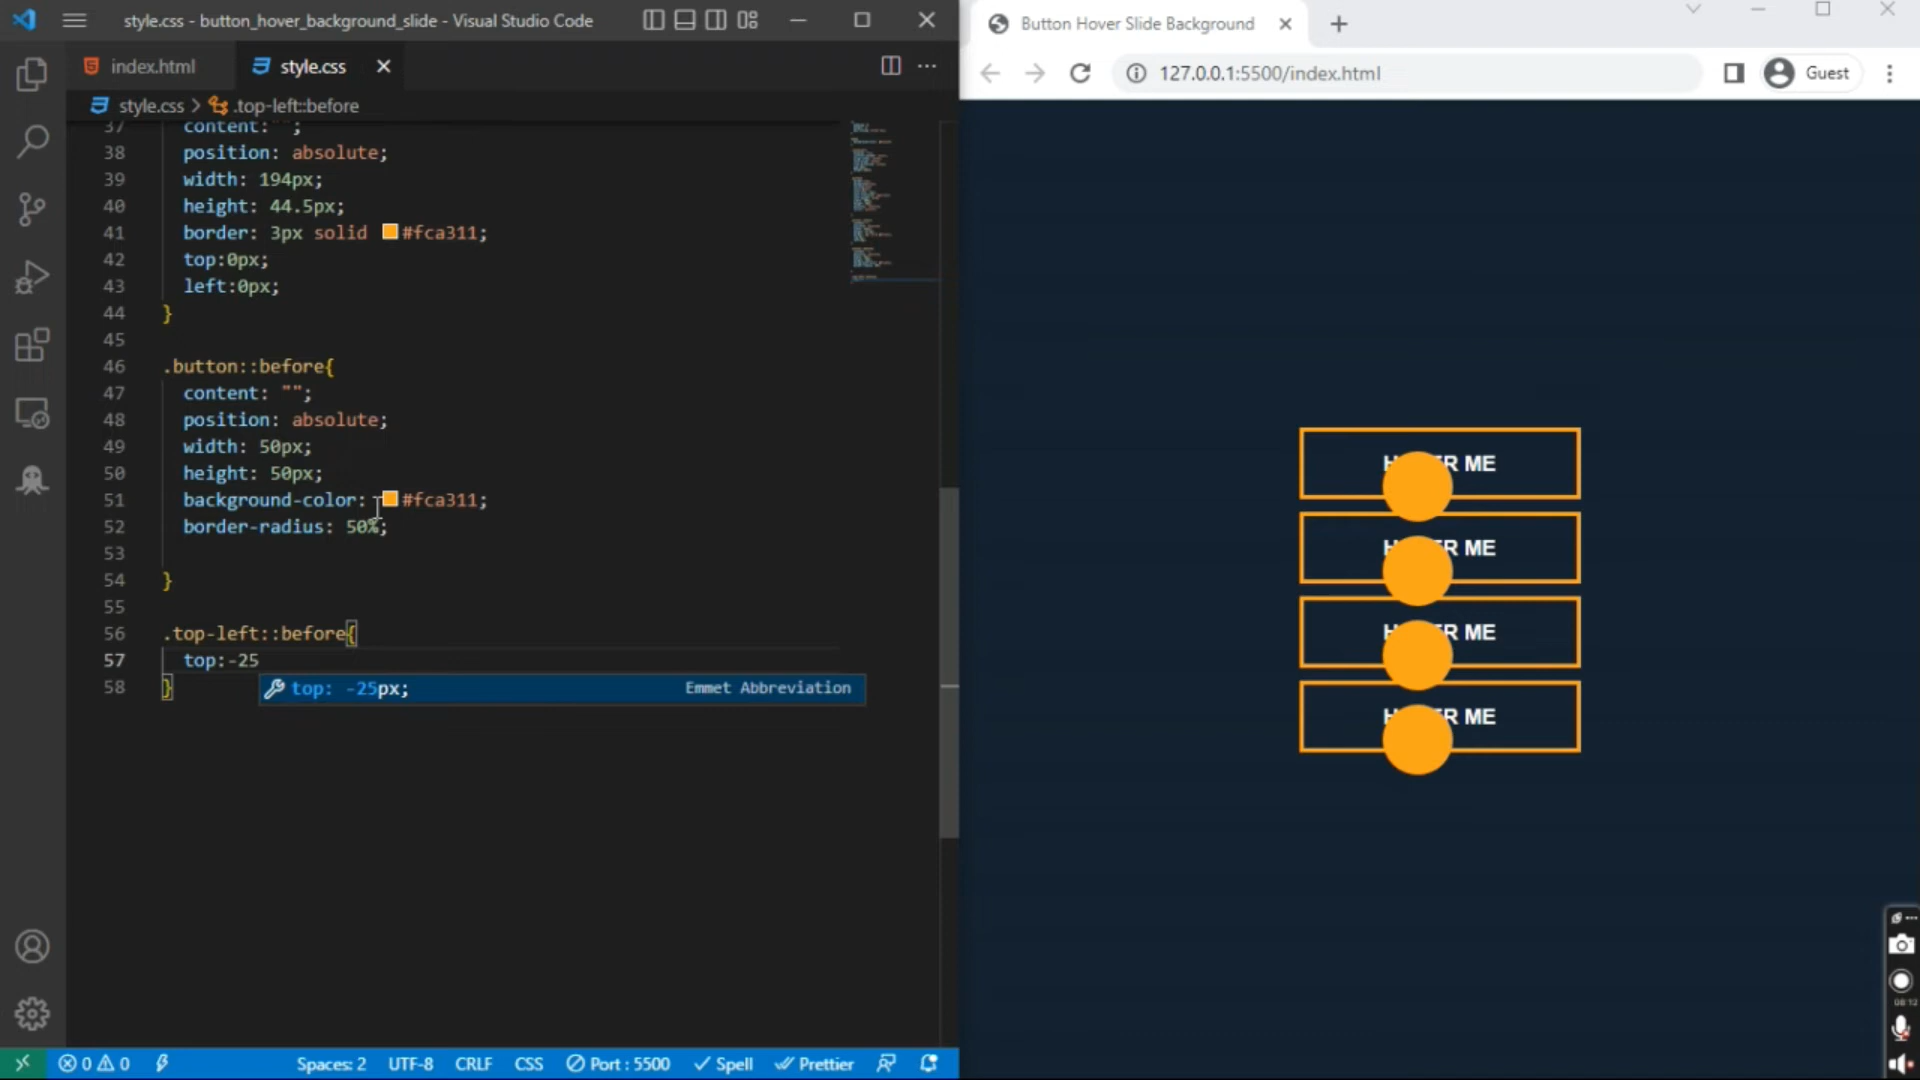 style.css - button_hover_background_slide - Visual Studio Code
index.html
style.css
style.css > .top-left::before
37 content: "";
38 position: absolute;
39 width: 194px;
40 height: 44.5px;
41 border: 3px solid #fca311;
42 top:0px;
43 left:0px;
44 }
45
46 .button::before{
47 content: "";
48 position: absolute;
49 width: 50px;
50 height: 50px;
51 background-color: #fca311;
52 border-radius: 50%;
53
54 }
55
56 .top-left::before{
57 top:-25
58 }
top: -25px; Emmet Abbreviation
0 0
Spaces: 2 UTF-8 CRLF CSS Port : 5500 Spell Prettier
Button Hover Slide Background
127.0.0.1:5500/index.html
Guest
R ME
R ME
R ME
R ME
08:12